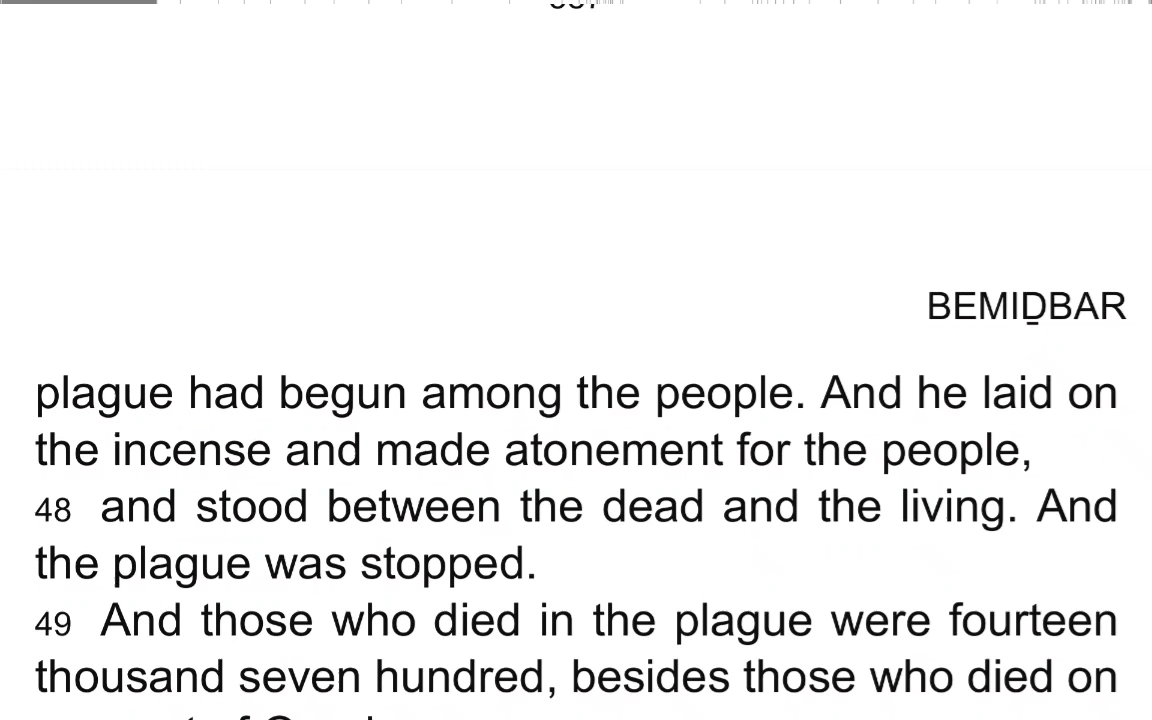 BEMIḎBAR
plague had begun among the people. And he laid on
the incense and made atonement for the people,
48 and stood between the dead and the living. And
the plague was stopped.
49 And those who died in the plague were fourteen
thousand seven hundred, besides those who died on